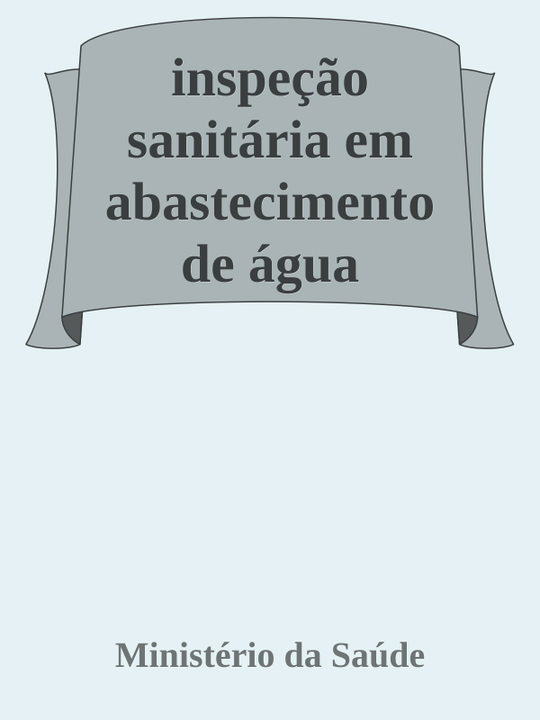 inspeção
sanitária em
abastecimento
de água
Ministério da Saúde